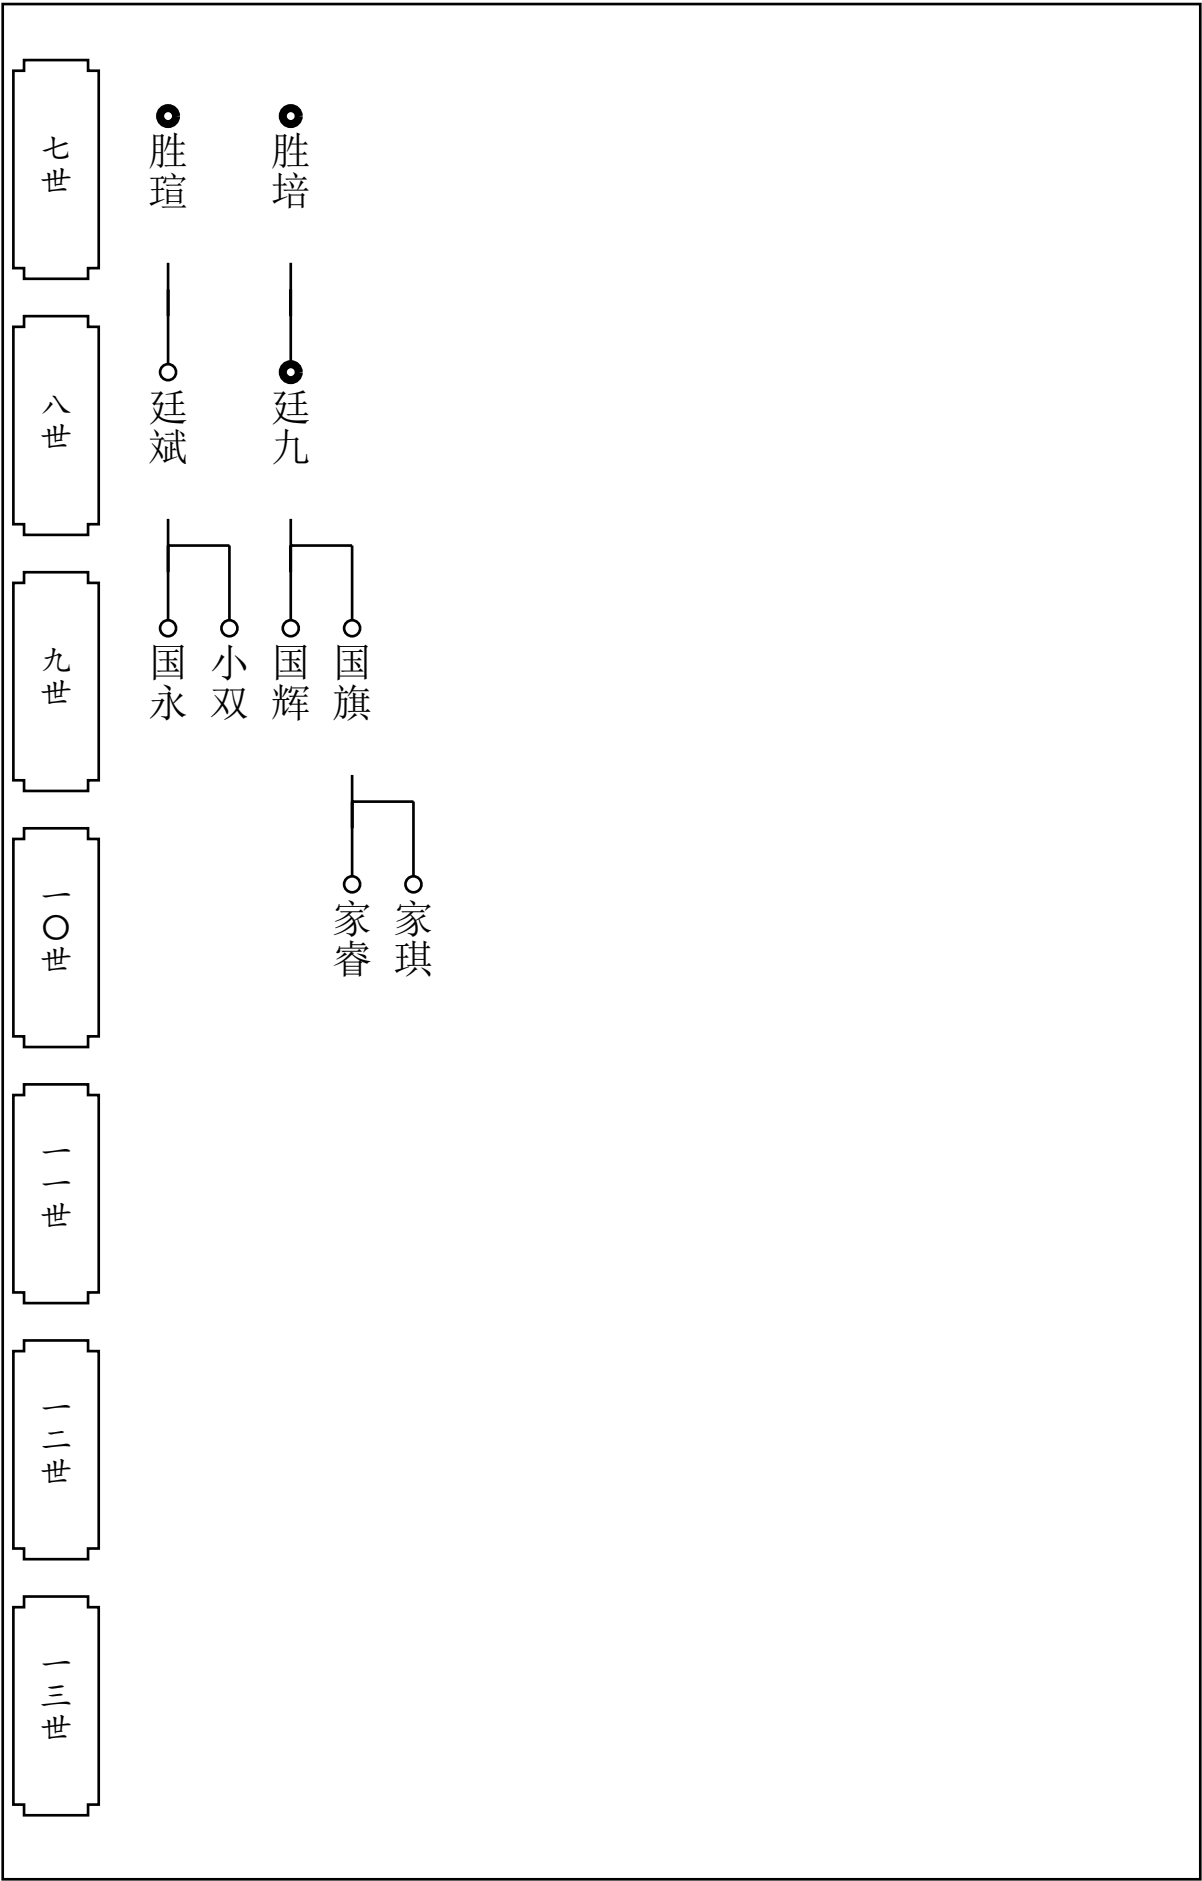 七世
胜瑄
胜培
八世
廷斌
廷九
九世
国永
小双
国辉
国旗
一〇世
家睿
家琪
一一世
一二世
一三世